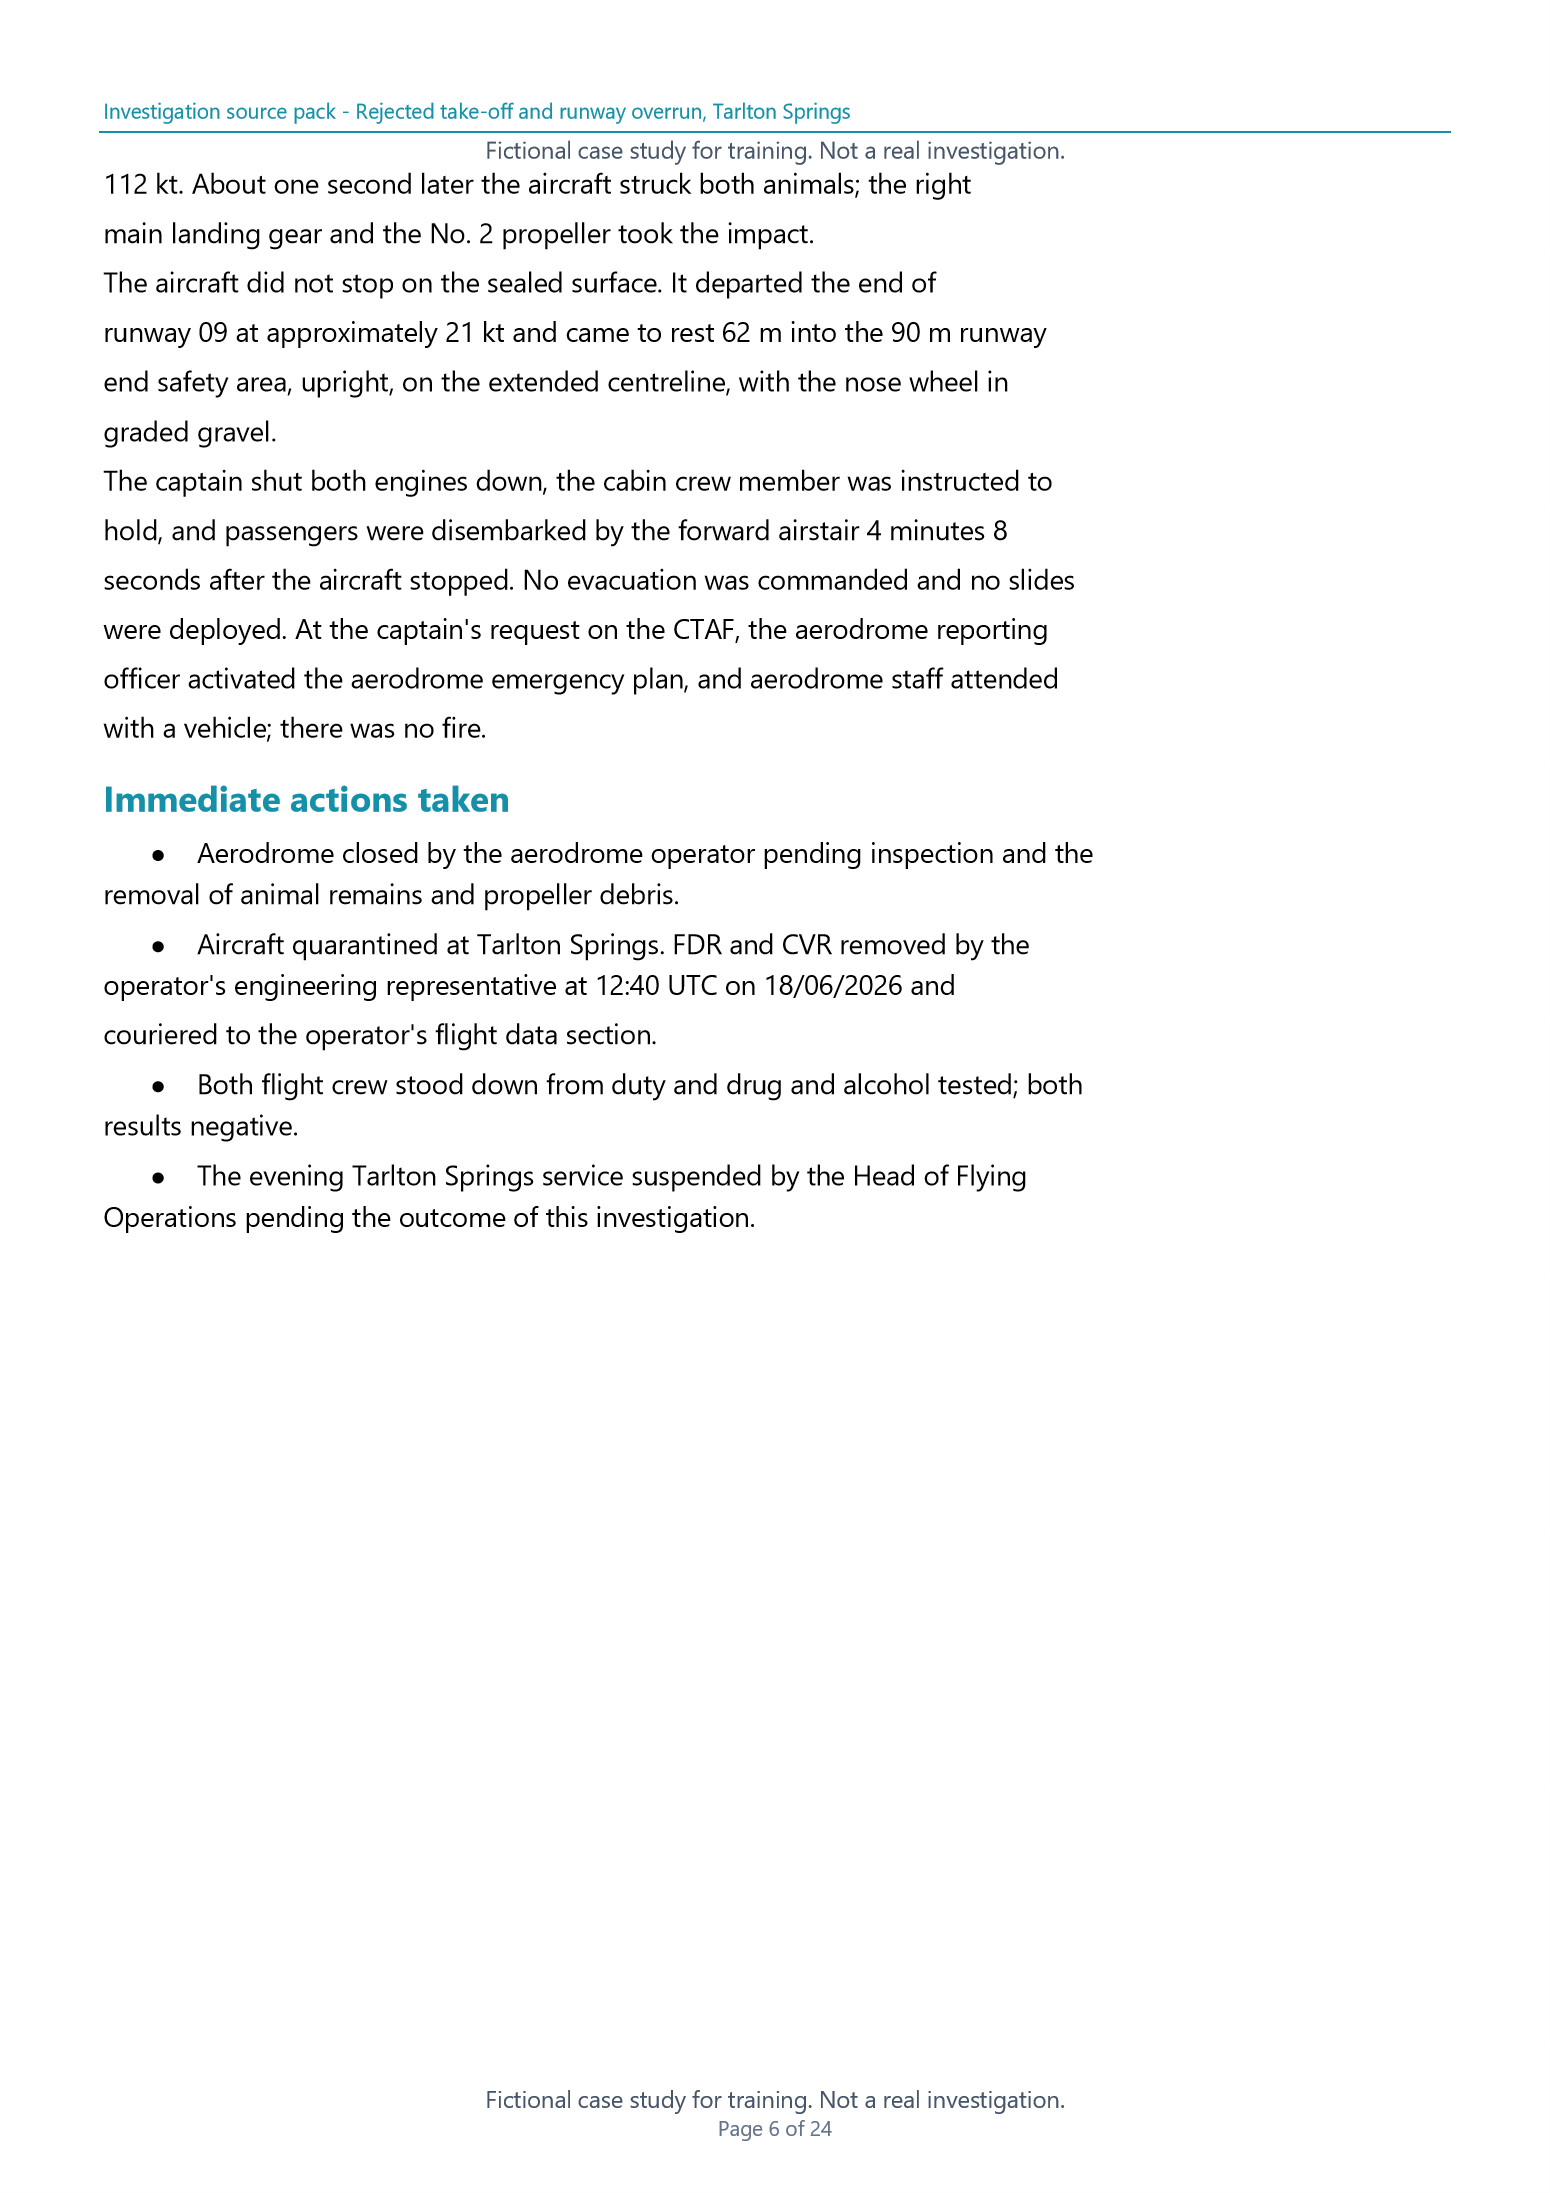 Investigation source pack - Rejected take-off and runway overrun, Tarlton Springs
Fictional case study for training. Not a real investigation.
112 kt. About one second later the aircraft struck both animals; the right
main landing gear and the No. 2 propeller took the impact.
The aircraft did not stop on the sealed surface. It departed the end of
runway 09 at approximately 21 kt and came to rest 62 m into the 90 m runway
end safety area, upright, on the extended centreline, with the nose wheel in
graded gravel.
The captain shut both engines down, the cabin crew member was instructed to
hold, and passengers were disembarked by the forward airstair 4 minutes 8
seconds after the aircraft stopped. No evacuation was commanded and no slides
were deployed. At the captain's request on the CTAF, the aerodrome reporting
officer activated the aerodrome emergency plan, and aerodrome staff attended
with a vehicle; there was no fire.
Immediate actions taken
● Aerodrome closed by the aerodrome operator pending inspection and the
removal of animal remains and propeller debris.
● Aircraft quarantined at Tarlton Springs. FDR and CVR removed by the
operator's engineering representative at 12:40 UTC on 18/06/2026 and
couriered to the operator's flight data section.
● Both flight crew stood down from duty and drug and alcohol tested; both
results negative.
● The evening Tarlton Springs service suspended by the Head of Flying
Operations pending the outcome of this investigation.
Fictional case study for training. Not a real investigation.
Page 6 of 24